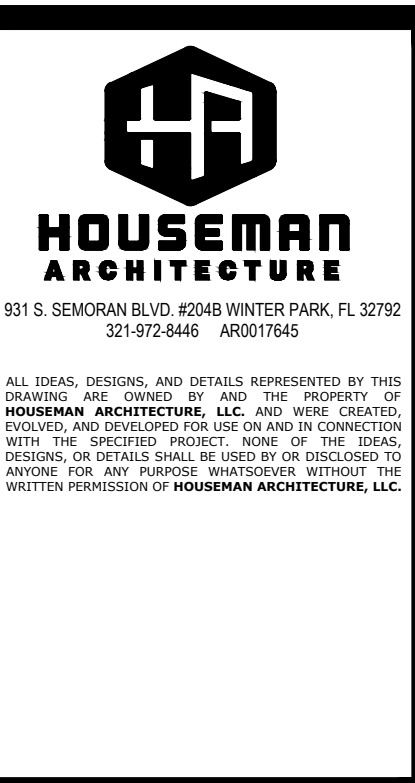 HA
HOUSEMAN
ARCHITECTURE
931 S. SEMORAN BLVD. #204B WINTER PARK, FL 32792
321-972-8446 AR0017645
ALL IDEAS, DESIGNS, AND DETAILS REPRESENTED BY THIS
DRAWING ARE OWNED BY AND THE PROPERTY OF
HOUSEMAN ARCHITECTURE, LLC. AND WERE CREATED,
EVOLVED, AND DEVELOPED FOR USE ON AND IN CONNECTION
WITH THE SPECIFIED PROJECT. NONE OF THE IDEAS,
DESIGNS, OR DETAILS SHALL BE USED BY OR DISCLOSED TO
ANYONE FOR ANY PURPOSE WHATSOEVER WITHOUT THE
WRITTEN PERMISSION OF HOUSEMAN ARCHITECTURE, LLC.